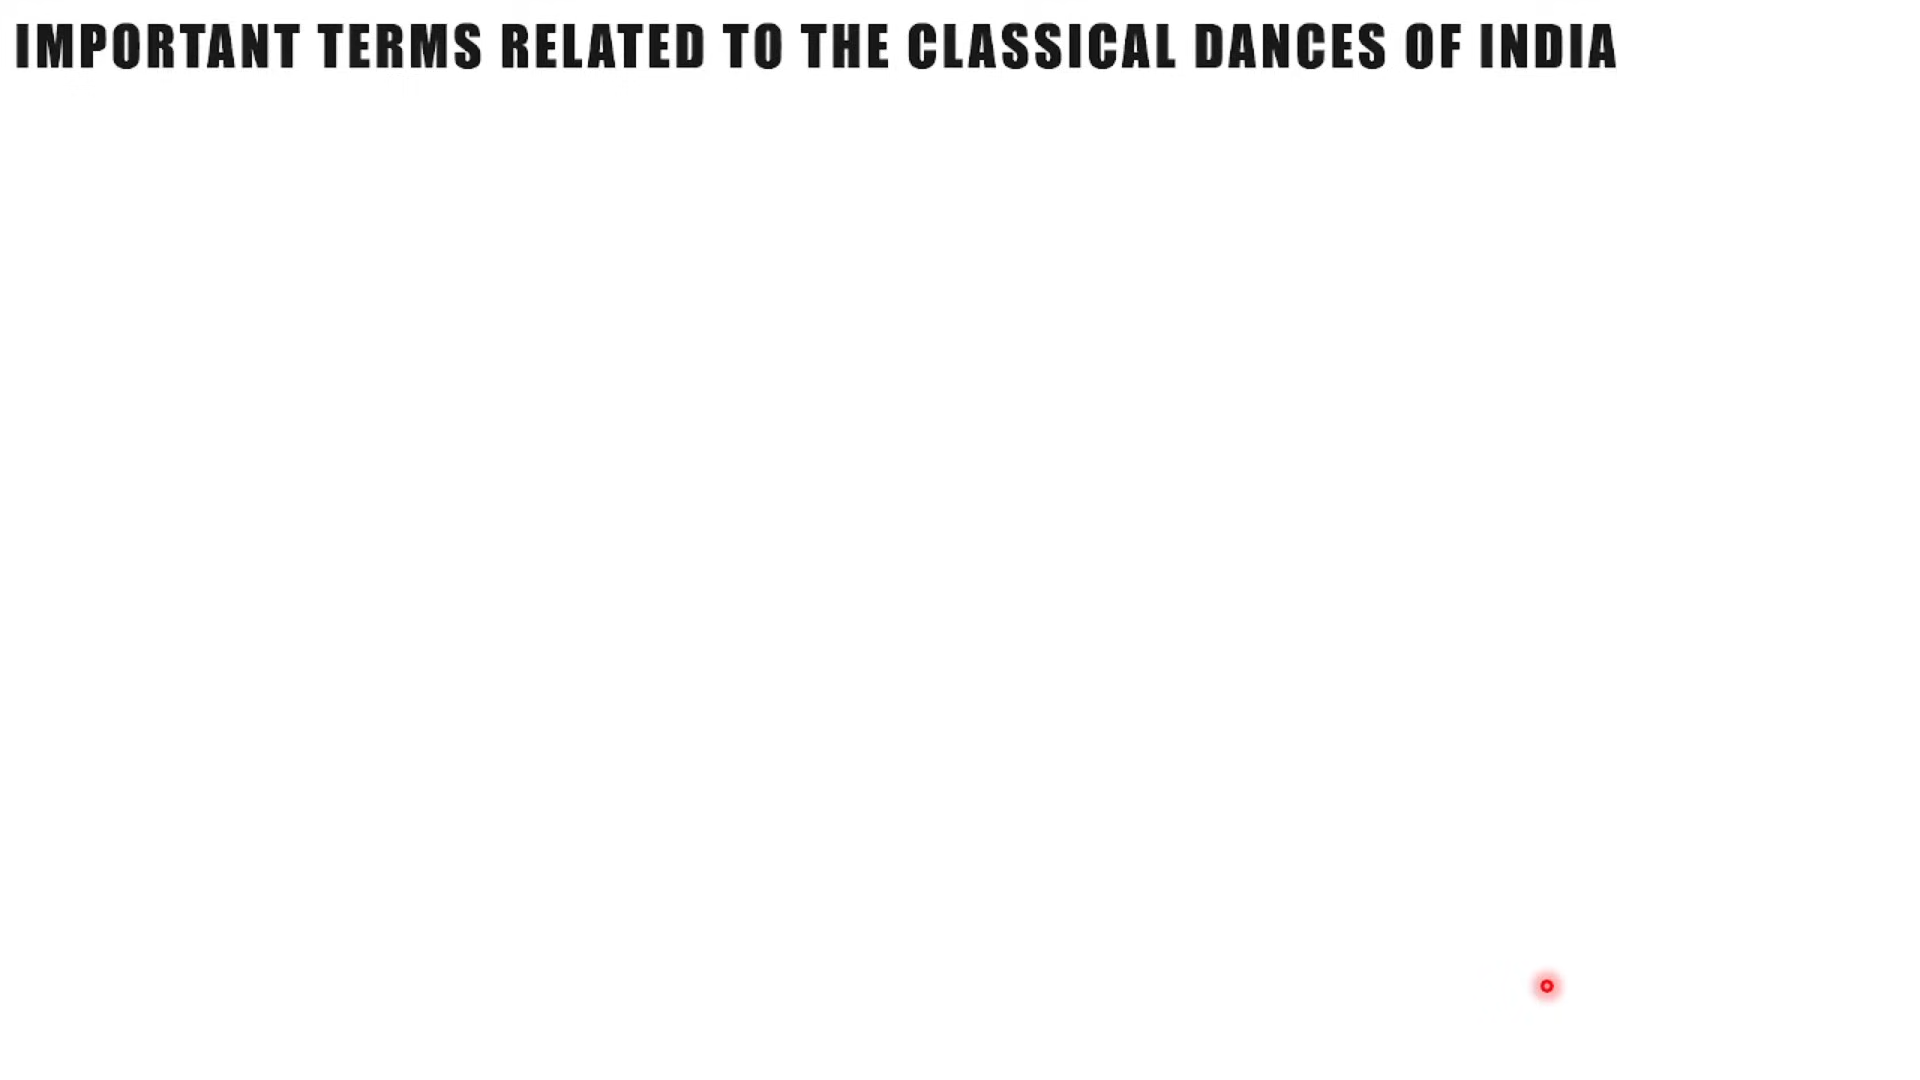 IMPORTANT TERMS RELATED TO THE CLASSICAL DANCES OF INDIA